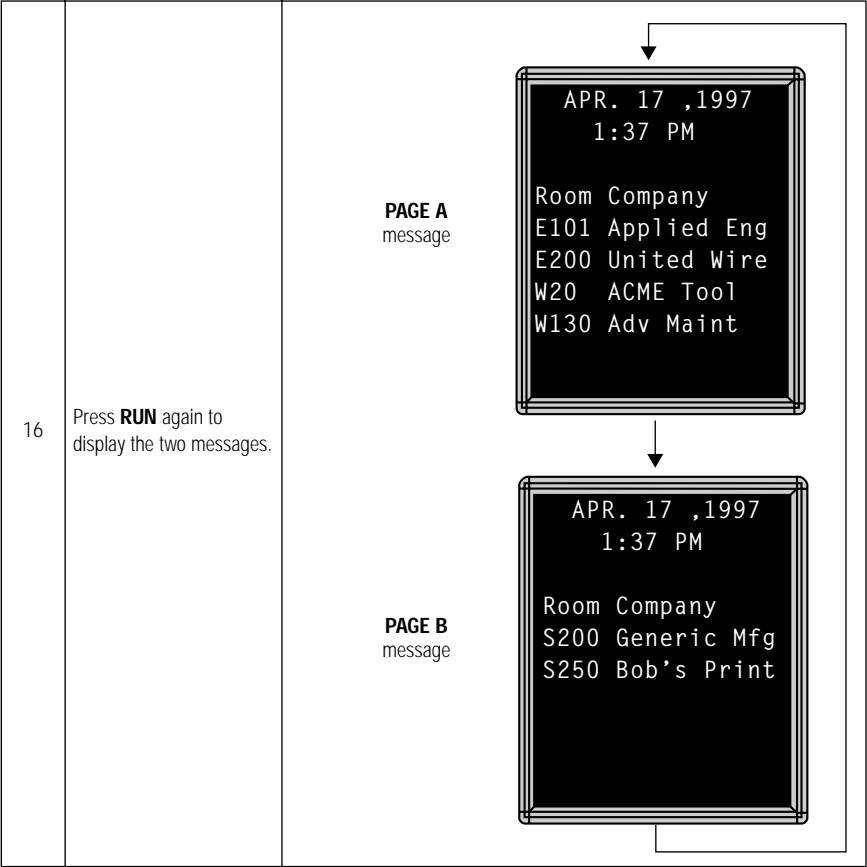 16
Press RUN again to
display the two messages.
PAGE A
message
APR. 17 ,1997
1:37 PM
Room Company
E101 Applied Eng
E200 United Wire
W20 ACME Tool
W130 Adv Maint
PAGE B
message
APR. 17 ,1997
1:37 PM
Room Company
S200 Generic Mfg
S250 Bob’s Print